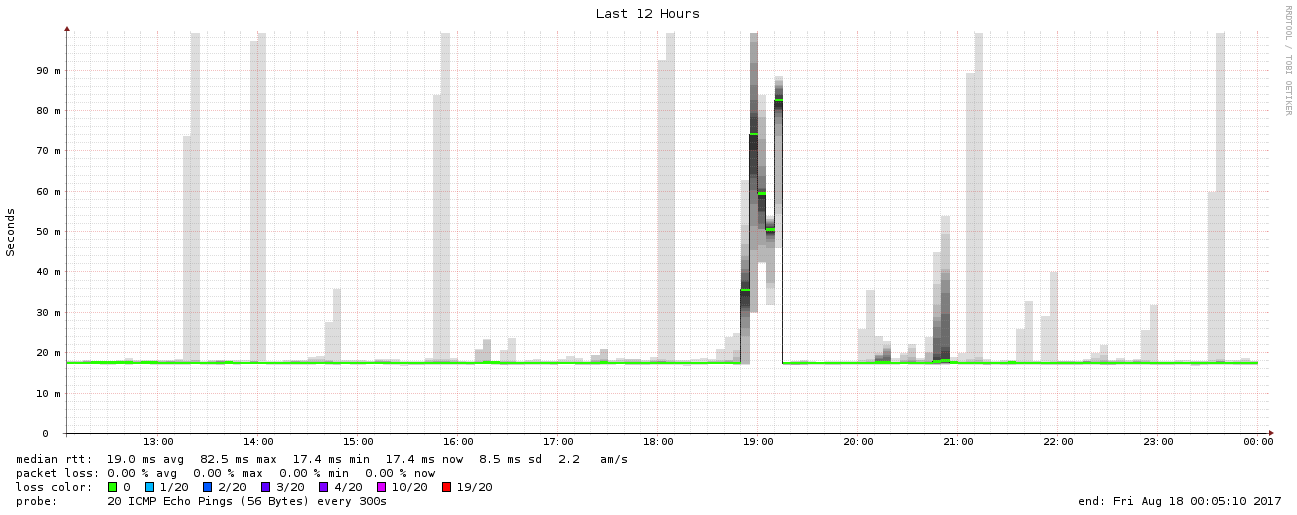 Last 12 Hours
RRDTOOL / TOBI OETIKER
Seconds
90 m
80 m
70 m
60 m
50 m
40 m
30 m
20 m
10 m
0
13:00 14:00 15:00 16:00 17:00 18:00 19:00 20:00 21:00 22:00 23:00 00:00
median rtt: 19.0 ms avg 82.5 ms max 17.4 ms min 17.4 ms now 8.5 ms sd 2.2 am/s
packet loss: 0.00 % avg 0.00 % max 0.00 % min 0.00 % now
loss color: 0 1/20 2/20 3/20 4/20 10/20 19/20
probe: 20 ICMP Echo Pings (56 Bytes) every 300s end: Fri Aug 18 00:05:10 2017